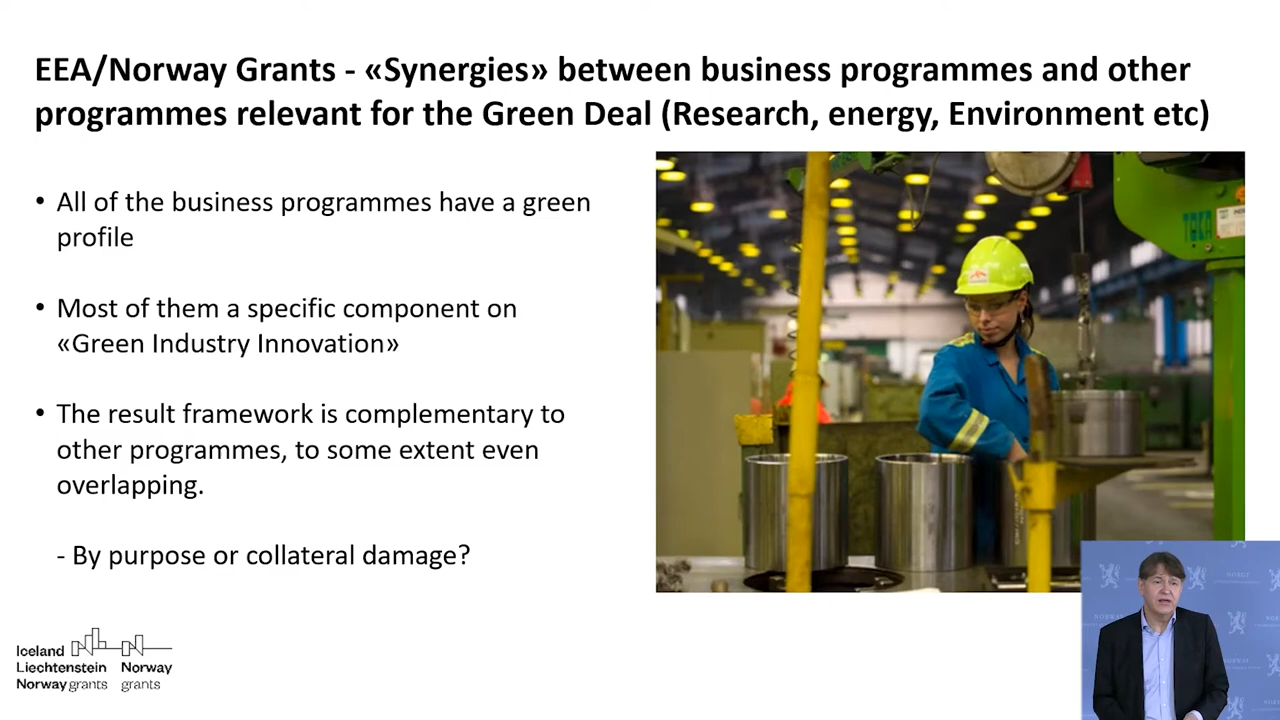 EEA/Norway Grants - «Synergies» between business programmes and other
programmes relevant for the Green Deal (Research, energy, Environment etc)
• All of the business programmes have a green
profile
• Most of them a specific component on
«Green Industry Innovation»
• The result framework is complementary to
other programmes, to some extent even
overlapping.
- By purpose or collateral damage?
Iceland
Liechtenstein
Norway grants
Norway
grants